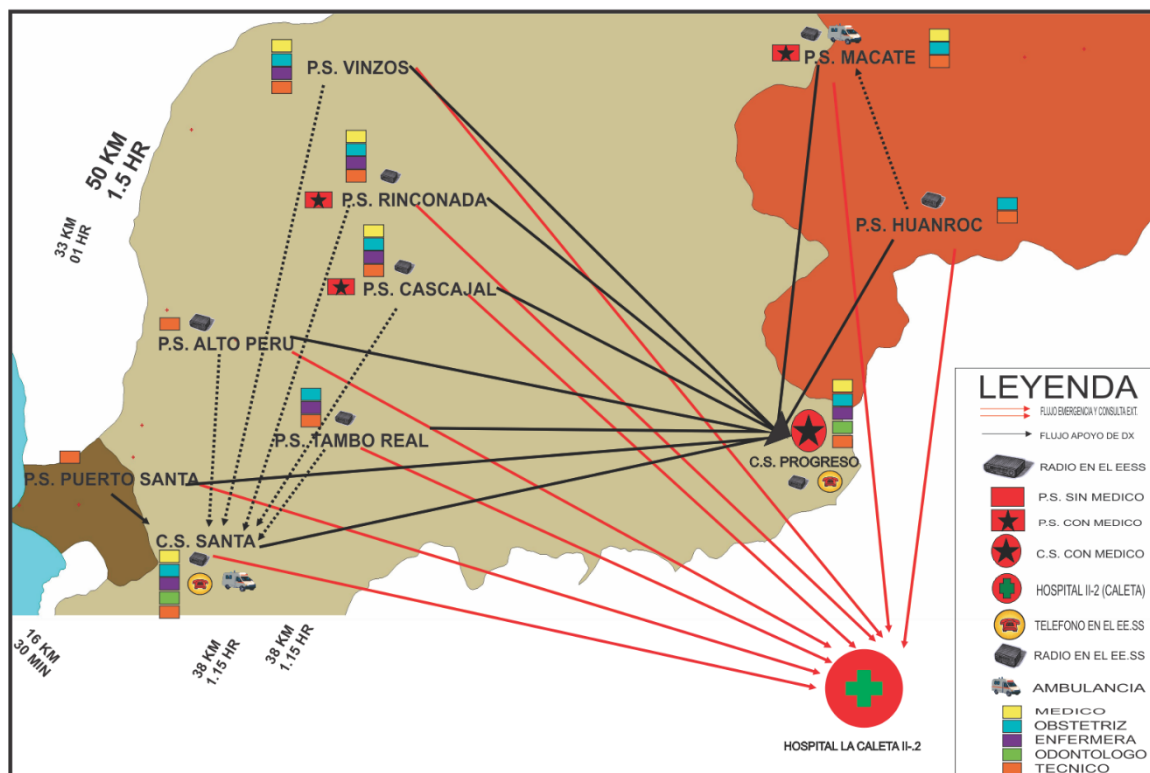 P.S. VINZOS
P.S. MACATE
50 KM
1.5 HR
P.S. RINCONADA
33 KM
01 HR
P.S. HUANROC
P.S. CASCAJAL
P.S. ALTO PERU
P.S. TAMBO REAL
C.S. PROGRESO
P.S. PUERTO SANTA
C.S. SANTA
16 KM
30 MIN
38 KM
1.15 HR
38 KM
1.15 HR
HOSPITAL LA CALETA II-.2
LEYENDA
FLUJO EMERGENCIA Y CONSULTA EXT.
FLUJO APOYO DE DX
RADIO EN EL EESS
P.S. SIN MEDICO
P.S. CON MEDICO
C.S. CON MEDICO
HOSPITAL II-2 (CALETA)
TELEFONO EN EL EE.SS
RADIO EN EL EE.SS
AMBULANCIA
MEDICO
OBSTETRIZ
ENFERMERA
ODONTOLOGO
TECNICO